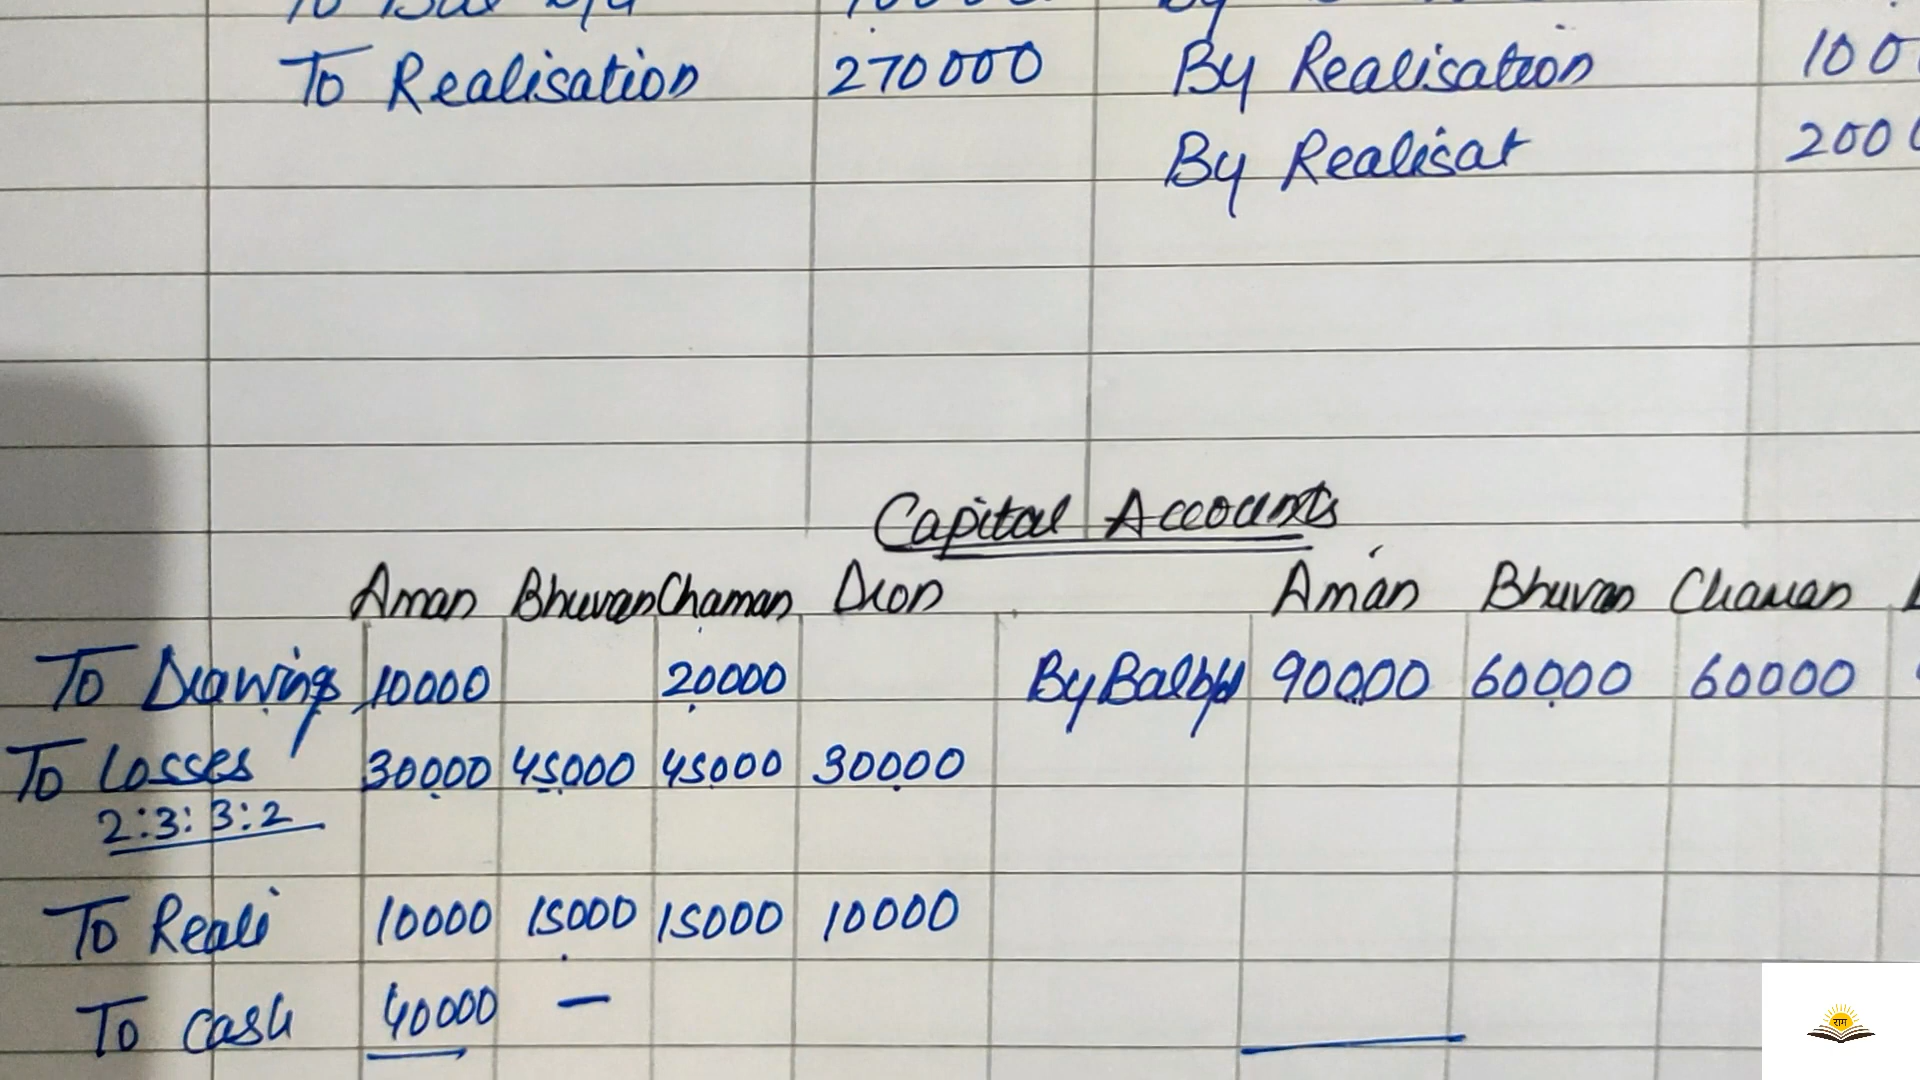 To Realisation 270000 By Realisation 100
By Realisat 200
Capital Accounts
Aman Bhuvan Chaman Dron Aman Bhuvan Chaman
To Drawings 10000 20000 By Bal b/d 90000 60000 60000
To Losses 30000 45000 45000 30000
2:3:3:2
To Reali 10000 15000 15000 10000
To Cash 40000 —
राम